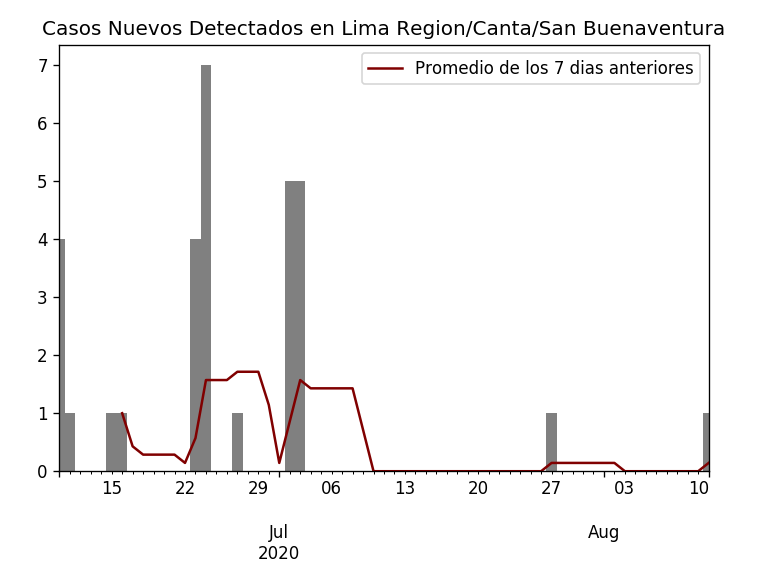 Casos Nuevos Detectados en Lima Region/Canta/San Buenaventura
Promedio de los 7 dias anteriores
7
6
5
4
3
2
1
0
15 22 29 06 13 20 27 03 10
Jul Aug
2020